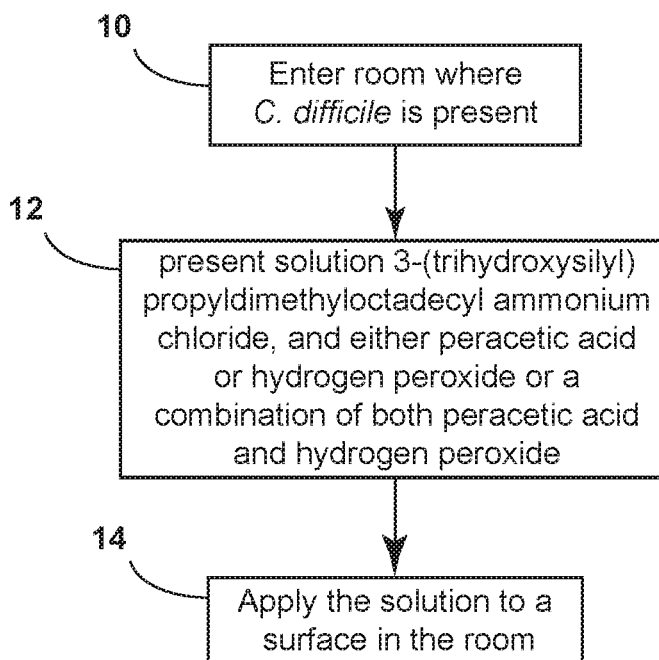 10
Enter room where
C. difficile is present
12
present solution 3-(trihydroxysilyl)
propyldimethyloctadecyl ammonium
chloride, and either peracetic acid
or hydrogen peroxide or a
combination of both peracetic acid
and hydrogen peroxide
14
Apply the solution to a
surface in the room